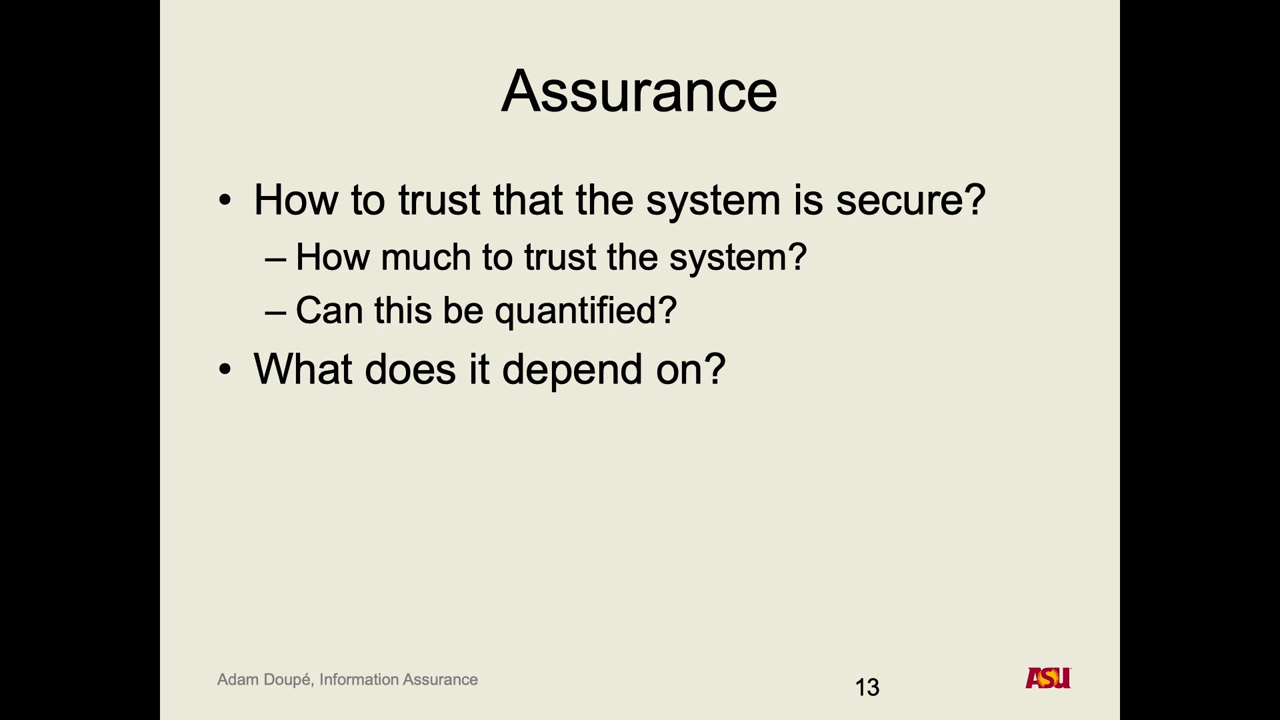 Assurance
• How to trust that the system is secure?
– How much to trust the system?
– Can this be quantified?
• What does it depend on?
Adam Doupé, Information Assurance
13
ASU